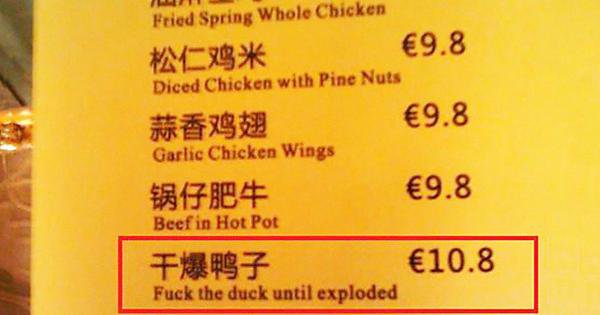 Fried Spring Whole Chicken
松仁鸡米 €9.8
Diced Chicken with Pine Nuts
蒜香鸡翅 €9.8
Garlic Chicken Wings
锅仔肥牛 €9.8
Beef in Hot Pot
干爆鸭子 €10.8
Fuck the duck until exploded